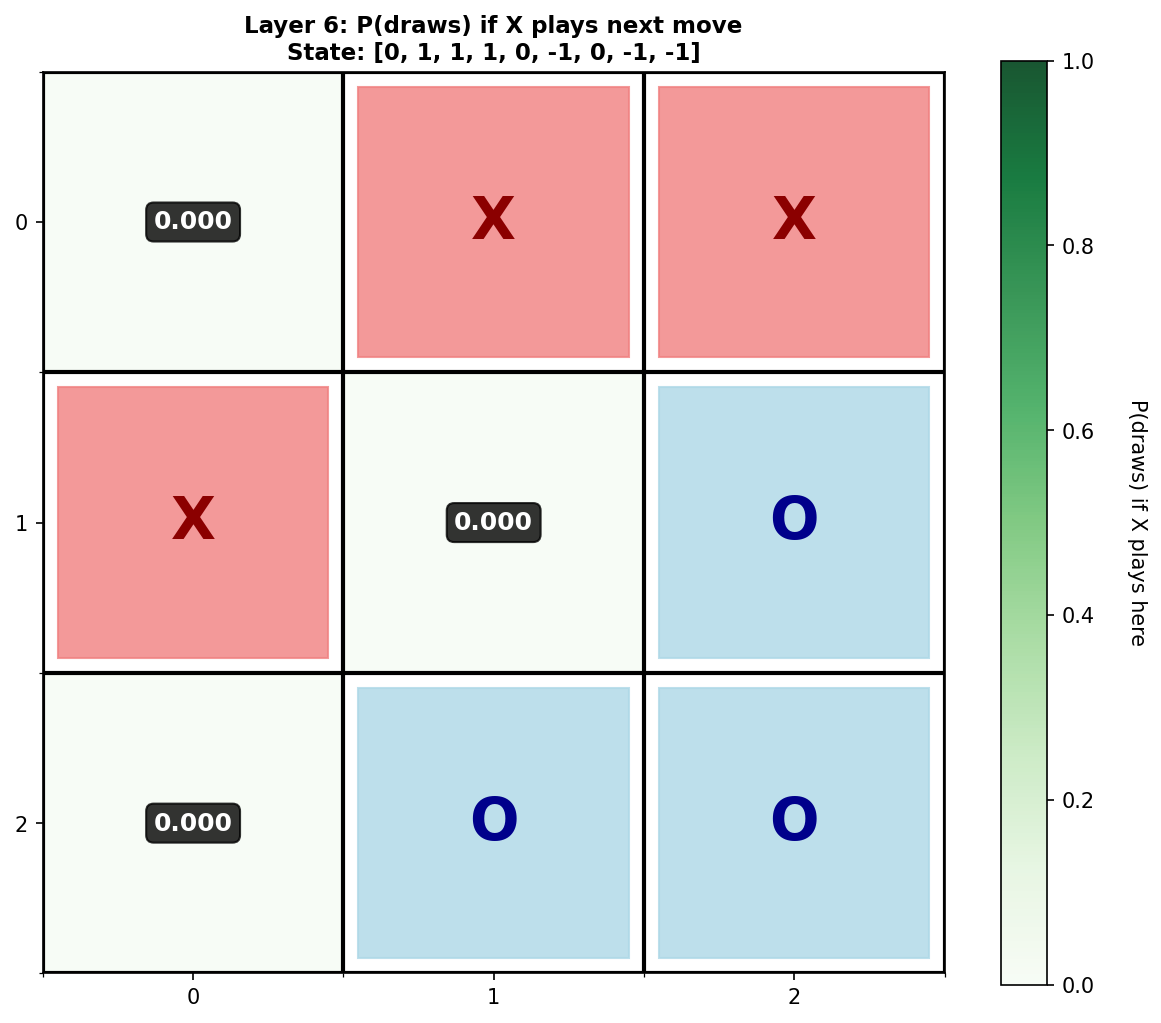 Layer 6: P(draws) if X plays next move
State: [0, 1, 1, 1, 0, -1, 0, -1, -1]
0
0.000
X
X
1
X
0.000
O
2
0.000
O
O
0
1
2
1.0
0.8
0.6
0.4
0.2
0.0
P(draws) if X plays here